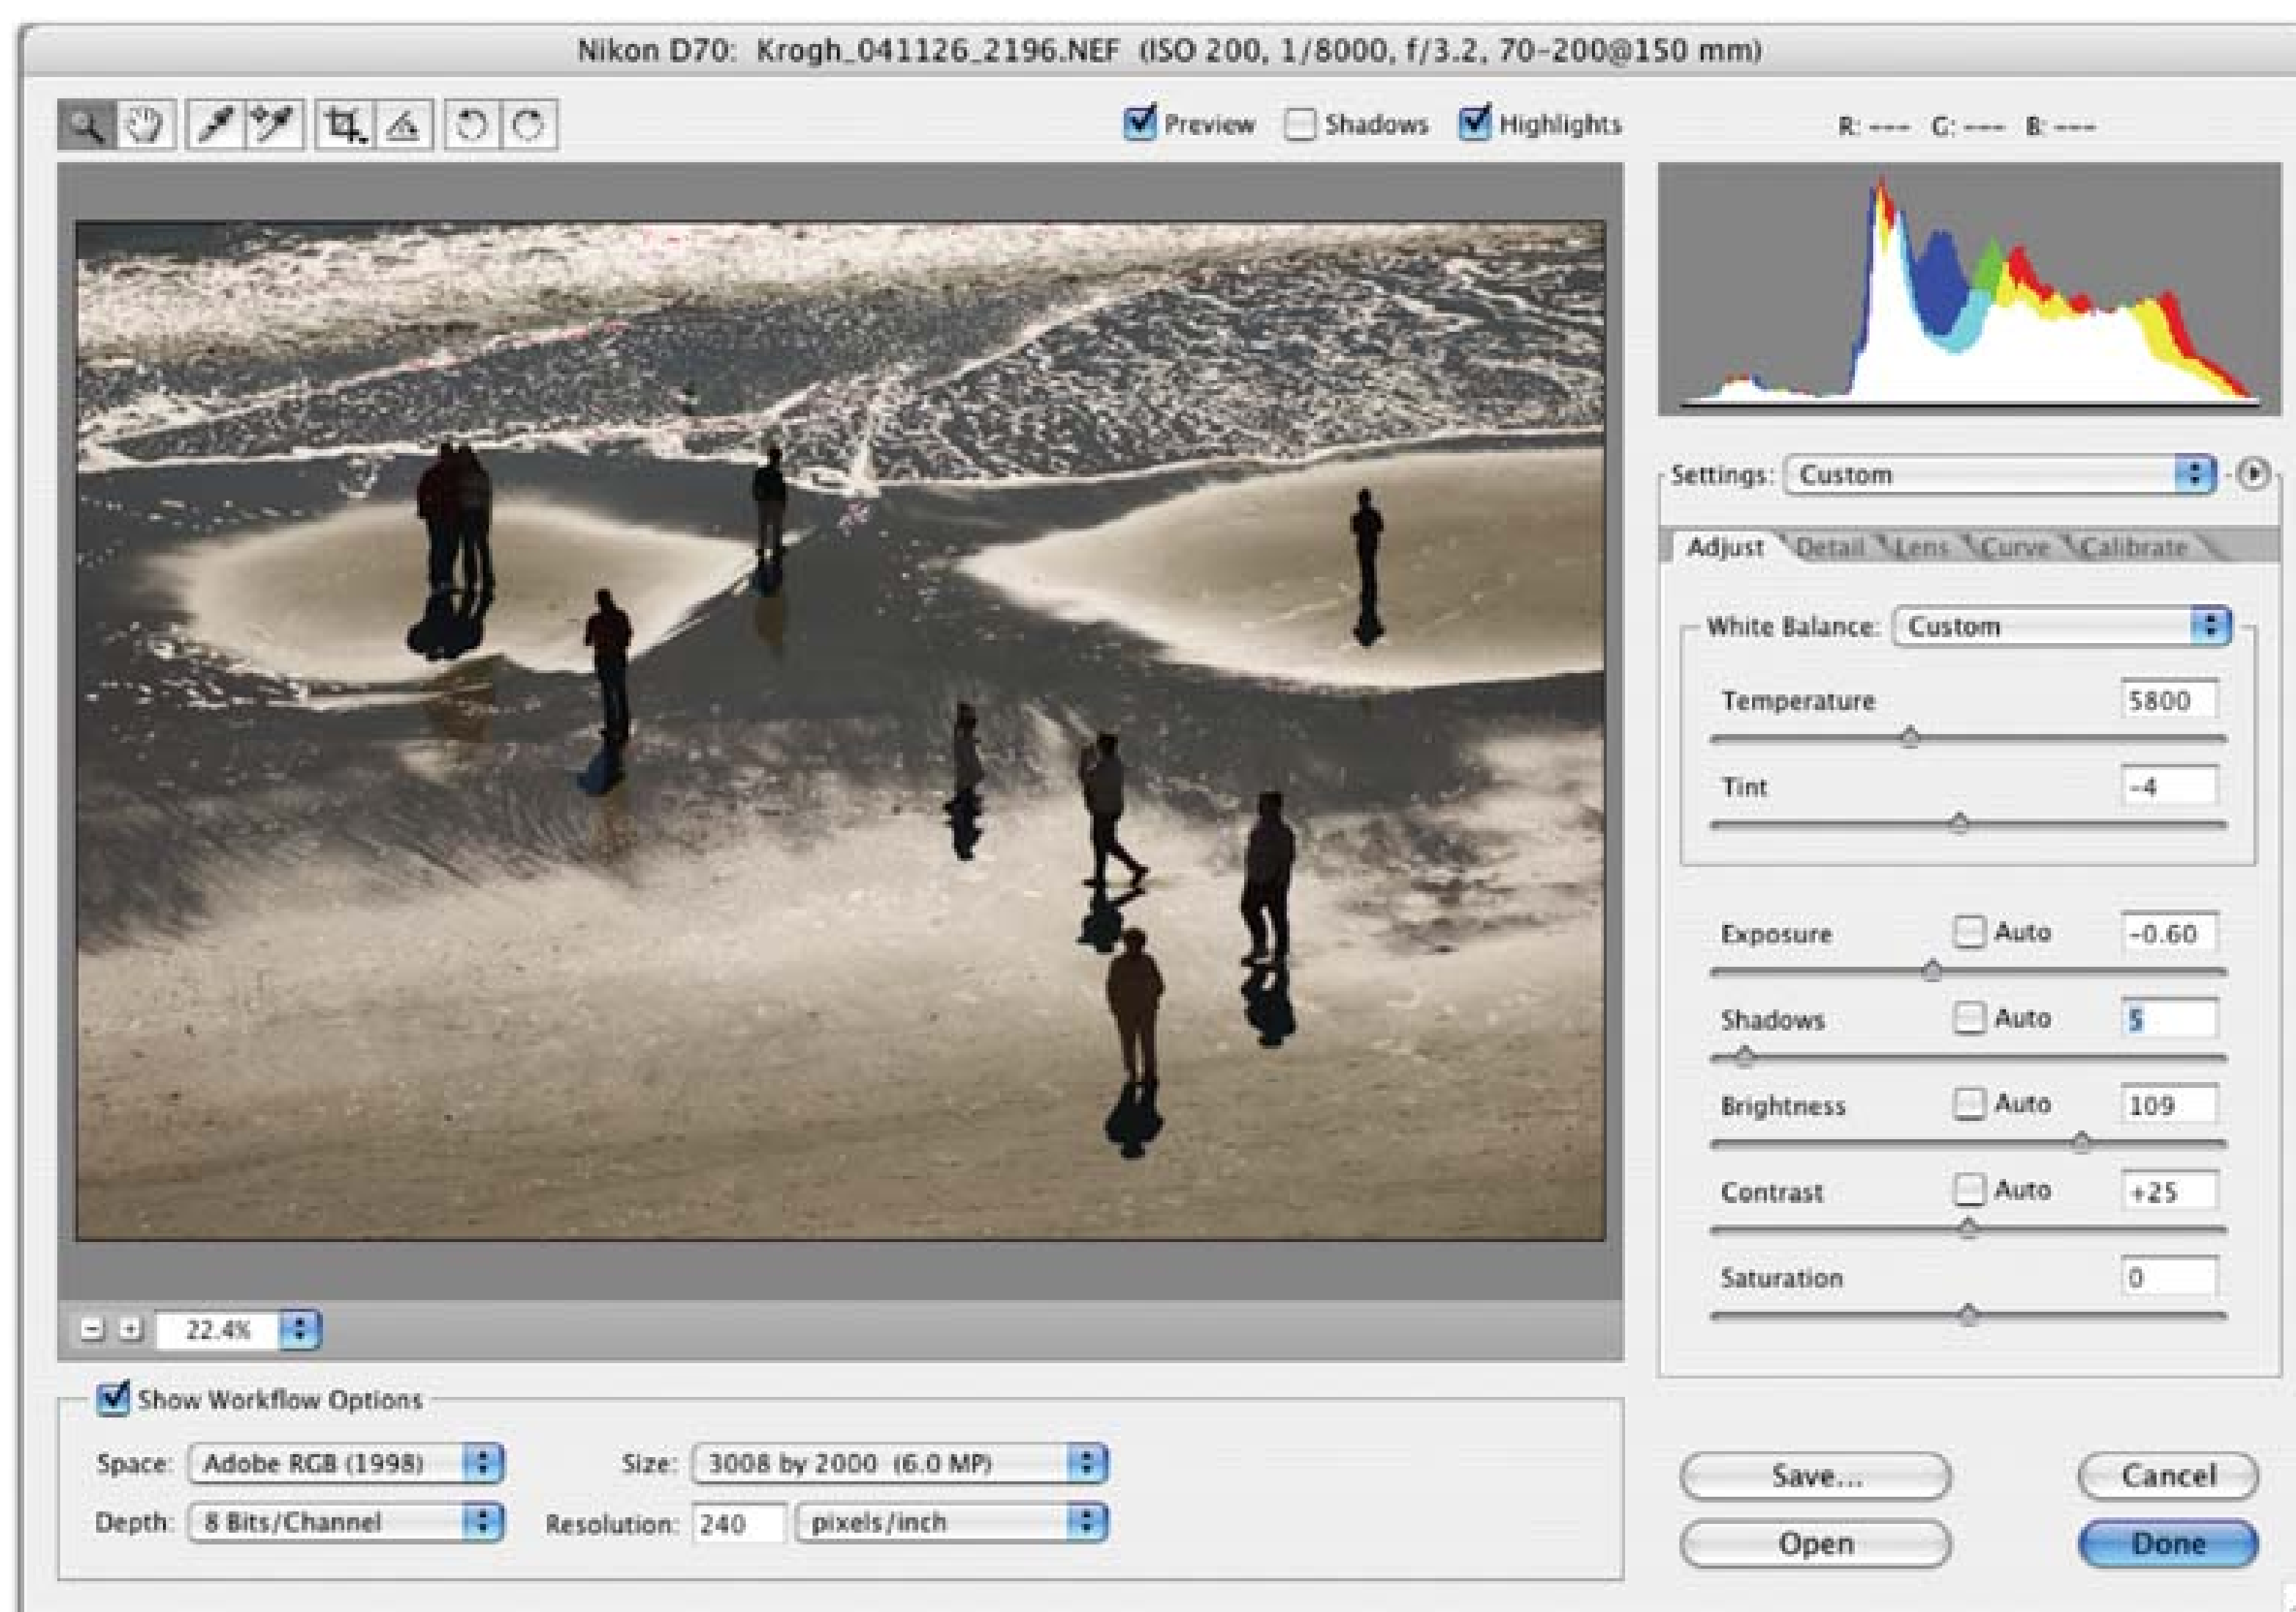 Nikon D70: Krogh_041126_2196.NEF (ISO 200, 1/8000, f/3.2, 70-200@150 mm)
Preview Shadows Highlights R: --- G: --- B: ---
Settings: Custom
Adjust Detail Lens Curve Calibrate
White Balance: Custom
Temperature 5800
Tint -4
Exposure Auto -0.60
Shadows Auto 5
Brightness Auto 109
Contrast Auto +25
Saturation 0
22.4%
Show Workflow Options
Space: Adobe RGB (1998) Size: 3008 by 2000 (6.0 MP)
Depth: 8 Bits/Channel Resolution: 240 pixels/inch
Save... Cancel
Open Done